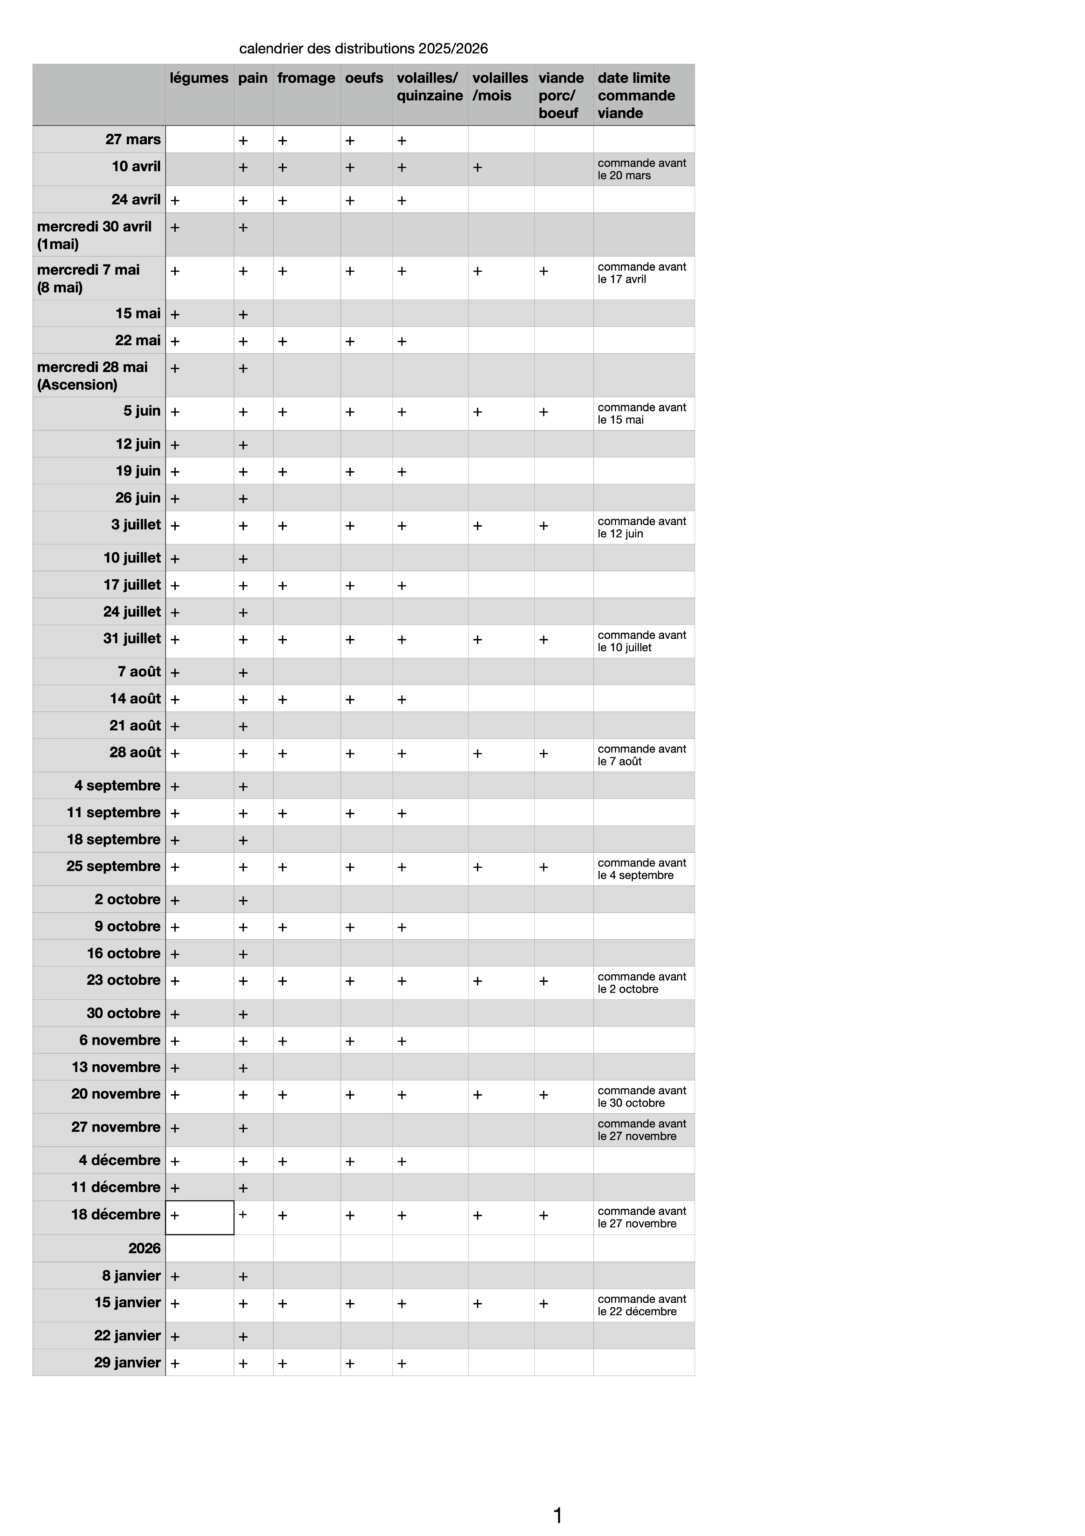 calendrier des distributions 2025/2026
légumes pain fromage oeufs volailles/ volailles viande date limite
quinzaine /mois porc/ commande
boeuf viande
27 mars + + + +
10 avril + + + + + commande avant
le 20 mars
24 avril + + + + +
mercredi 30 avril + +
(1mai)
mercredi 7 mai + + + + + + + commande avant
(8 mai) le 17 avril
15 mai + +
22 mai + + + + +
mercredi 28 mai + +
(Ascension)
5 juin + + + + + + + commande avant
le 15 mai
12 juin + +
19 juin + + + + +
26 juin + +
3 juillet + + + + + + + commande avant
le 12 juin
10 juillet + +
17 juillet + + + + +
24 juillet + +
31 juillet + + + + + + + commande avant
le 10 juillet
7 août + +
14 août + + + + +
21 août + +
28 août + + + + + + + commande avant
le 7 août
4 septembre + +
11 septembre + + + + +
18 septembre + +
25 septembre + + + + + + + commande avant
le 4 septembre
2 octobre + +
9 octobre + + + + +
16 octobre + +
23 octobre + + + + + + + commande avant
le 2 octobre
30 octobre + +
6 novembre + + + + +
13 novembre + +
20 novembre + + + + + + + commande avant
le 30 octobre
27 novembre + + commande avant
le 27 novembre
4 décembre + + + + +
11 décembre + +
18 décembre + + + + + + + commande avant
le 27 novembre
2026
8 janvier + +
15 janvier + + + + + + + commande avant
le 22 décembre
22 janvier + +
29 janvier + + + + +
1